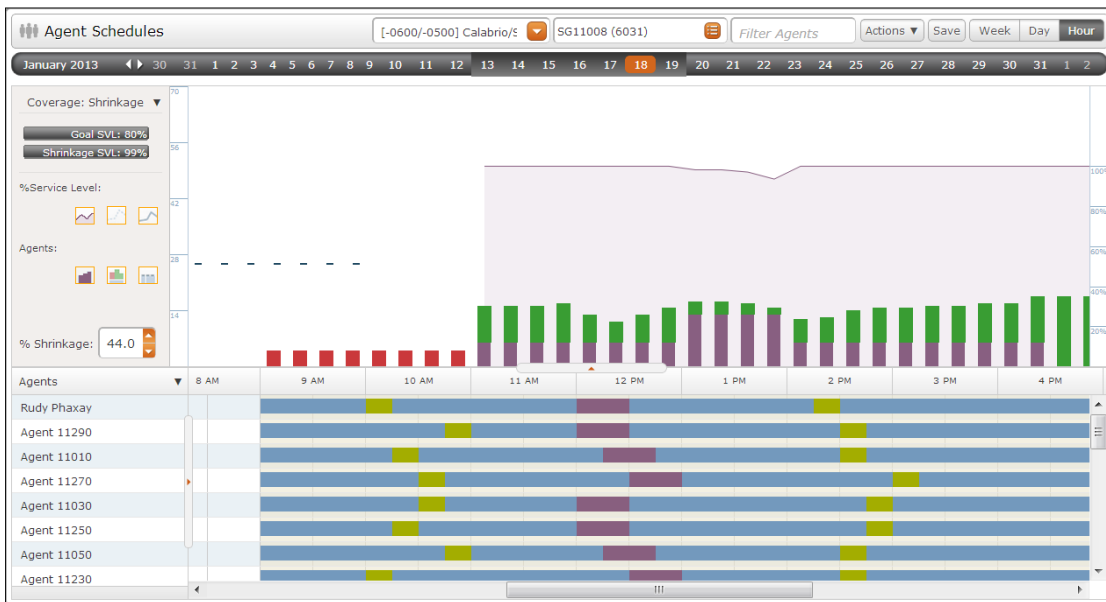 Agent Schedules
[-0600/-0500] Calabrio/S
SG11008 (6031)
Filter Agents
Actions ▼
Save
Week Day Hour
January 2013 30 31 1 2 3 4 5 6 7 8 9 10 11 12 13 14 15 16 17 18 19 20 21 22 23 24 25 26 27 28 29 30 31 1 2
Coverage: Shrinkage ▼
Goal SVL: 80%
Shrinkage SVL: 99%
%Service Level:
Agents:
% Shrinkage: 44.0
70
56
42
28
14
100%
80%
60%
40%
20%
Agents ▼ 8 AM 9 AM 10 AM 11 AM 12 PM 1 PM 2 PM 3 PM 4 PM
Rudy Phaxay
Agent 11290
Agent 11010
Agent 11270
Agent 11030
Agent 11250
Agent 11050
Agent 11230